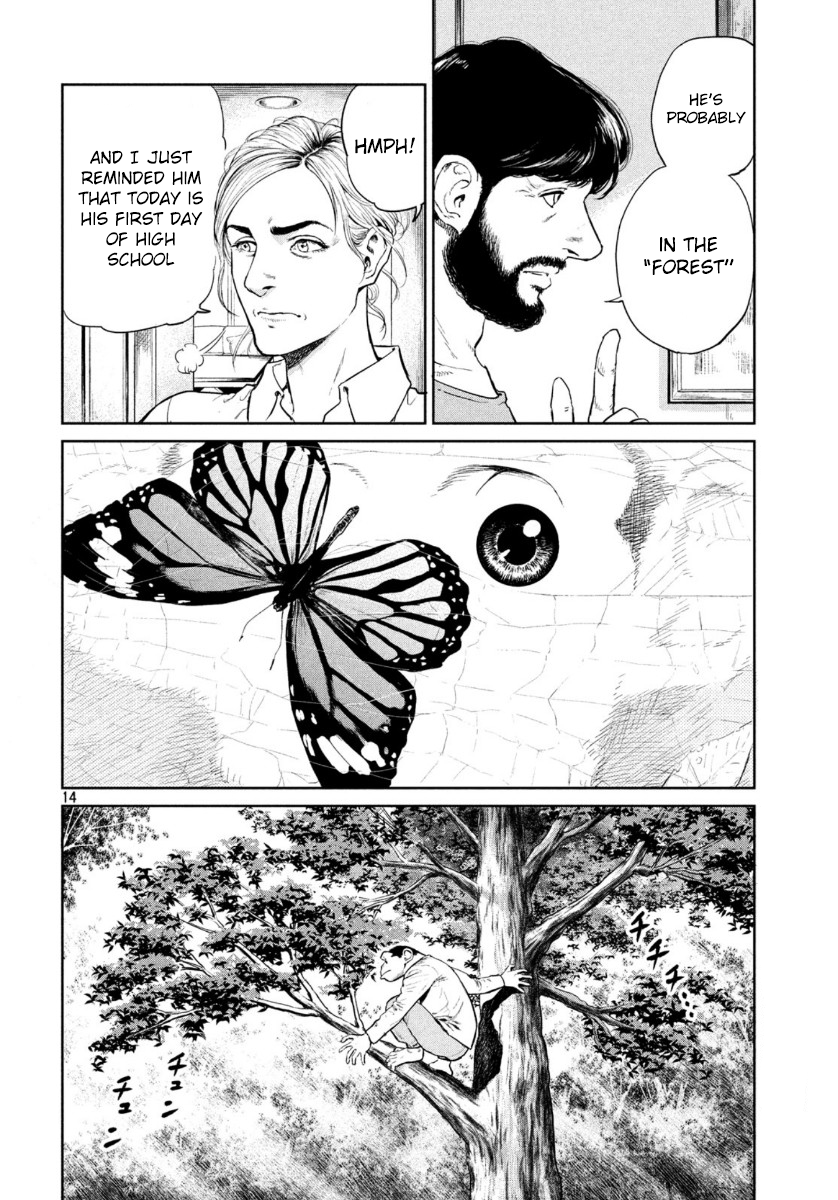 HE'S
PROBABLY
IN THE
"FOREST"
HMPH!
AND I JUST
REMINDED HIM
THAT TODAY IS
HIS FIRST DAY
OF HIGH
SCHOOL
14
チチチ…
チュン
チュン